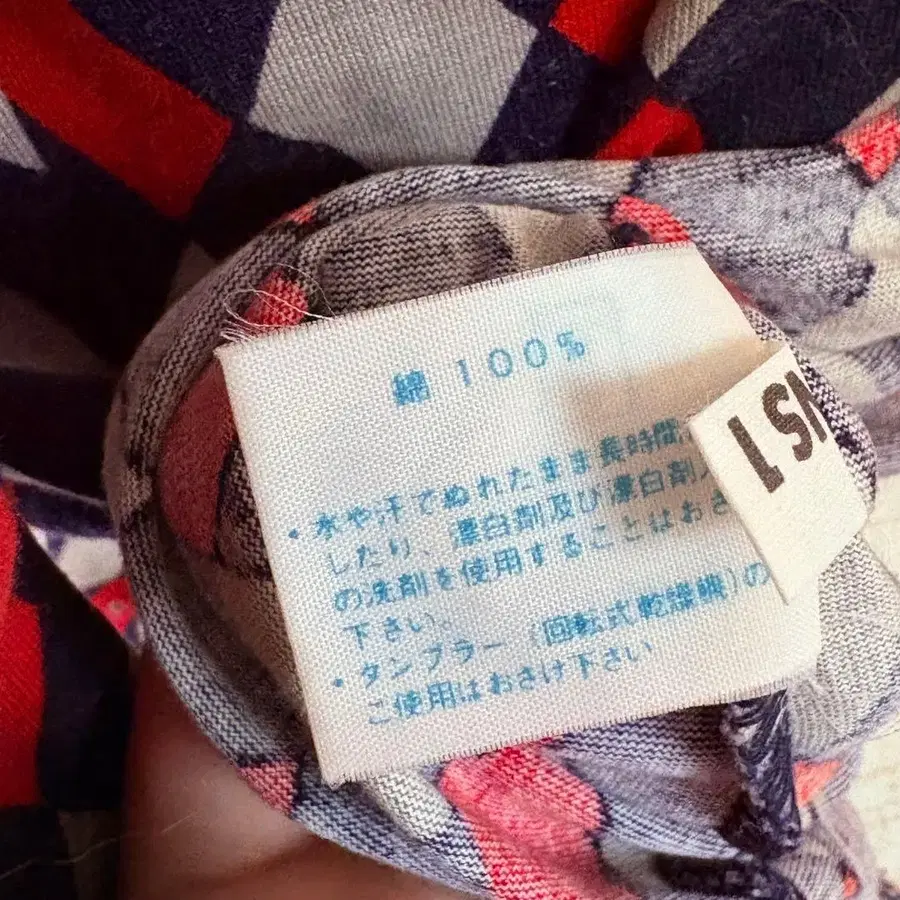 綿 100%
・水や汗でぬれたまま長時間
したり、漂白剤及び漂白剤入
の洗剤を使用することはおさ
下さい。
・タンブラー(回転式乾燥機)の
ご使用はおさけ下さい
NS1